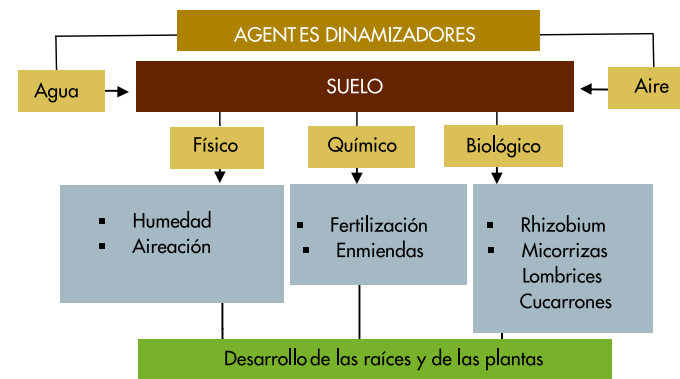 AGENTES DINAMIZADORES
Agua
SUELO
Aire
Físico
Químico
Biológico
▪ Humedad
▪ Aireación
▪ Fertilización
▪ Enmiendas
▪ Rhizobium
▪ Micorrizas
Lombrices
Cucarrones
Desarrollo de las raíces y de las plantas